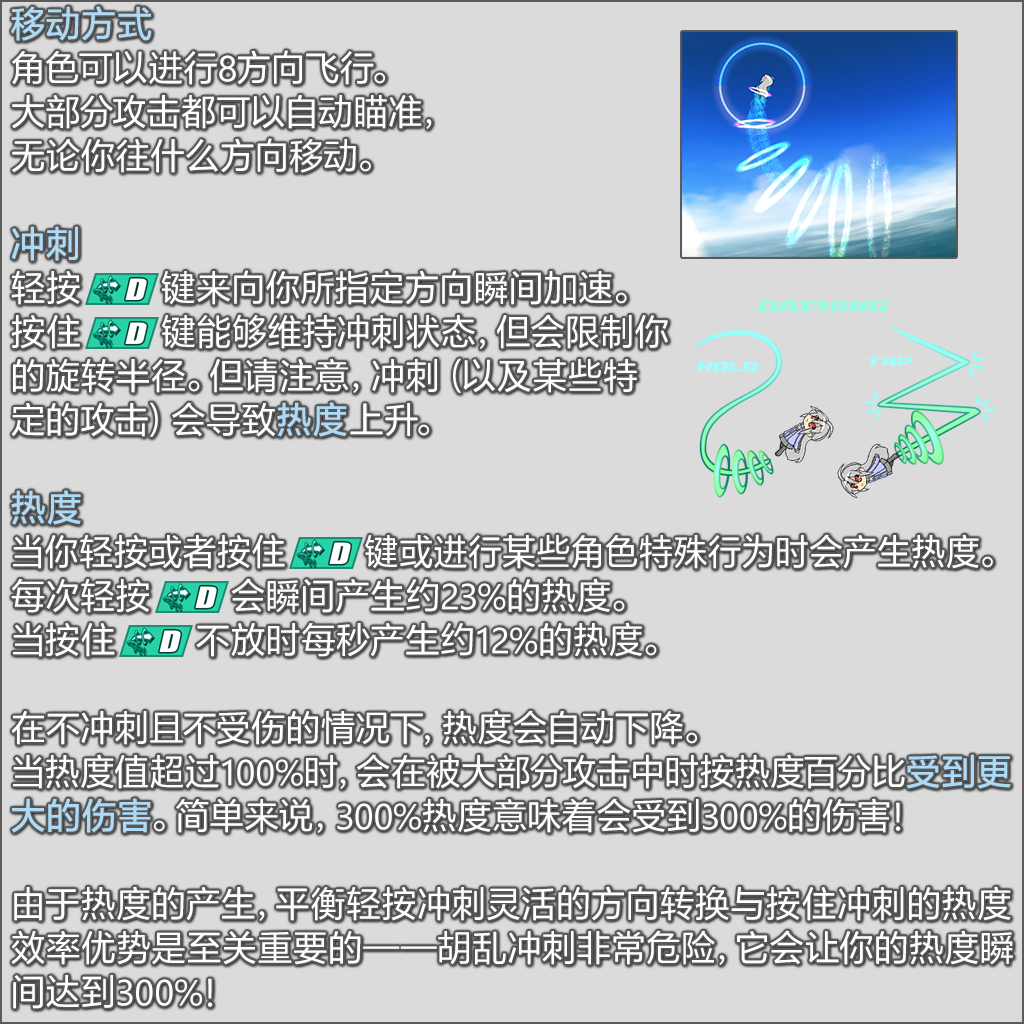 移动方式
角色可以进行8方向飞行。
大部分攻击都可以自动瞄准，
无论你往什么方向移动。
冲刺
轻按 D 键来向你所指定方向瞬间加速。
按住 D 键能够维持冲刺状态，但会限制你
的旋转半径。但请注意，冲刺（以及某些特
定的攻击）会导致热度上升。
DASHING
HOLD
TAP
热度
当你轻按或者按住 D 键或进行某些角色特殊行为时会产生热度。
每次轻按 D 会瞬间产生约23%的热度。
当按住 D 不放时每秒产生约12%的热度。
在不冲刺且不受伤的情况下，热度会自动下降。
当热度值超过100%时，会在被大部分攻击中时按热度百分比受到更
大的伤害。简单来说，300%热度意味着会受到300%的伤害！
由于热度的产生，平衡轻按冲刺灵活的方向转换与按住冲刺的热度
效率优势是至关重要的——胡乱冲刺非常危险，它会让你的热度瞬
间达到300%！